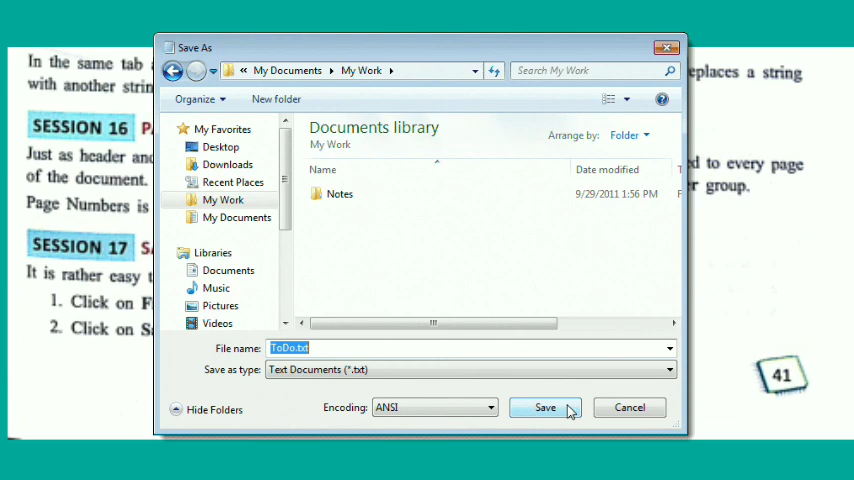 In the same tab
with another strin
eplaces a string
SESSION 16 P
Just as header and
of the document.
Page Numbers is
d to every page
r group.
SESSION 17 S
It is rather easy t
1. Click on F
2. Click on S
41
Save As
« My Documents My Work
Search My Work
Organize New folder
My Favorites
Desktop
Downloads
Recent Places
My Work
My Documents
Libraries
Documents
Music
Pictures
Videos
Documents library
My Work
Arrange by: Folder
Name Date modified T
Notes 9/29/2011 1:56 PM F
File name: ToDo.txt
Save as type: Text Documents (*.txt)
Hide Folders
Encoding: ANSI
Save Cancel